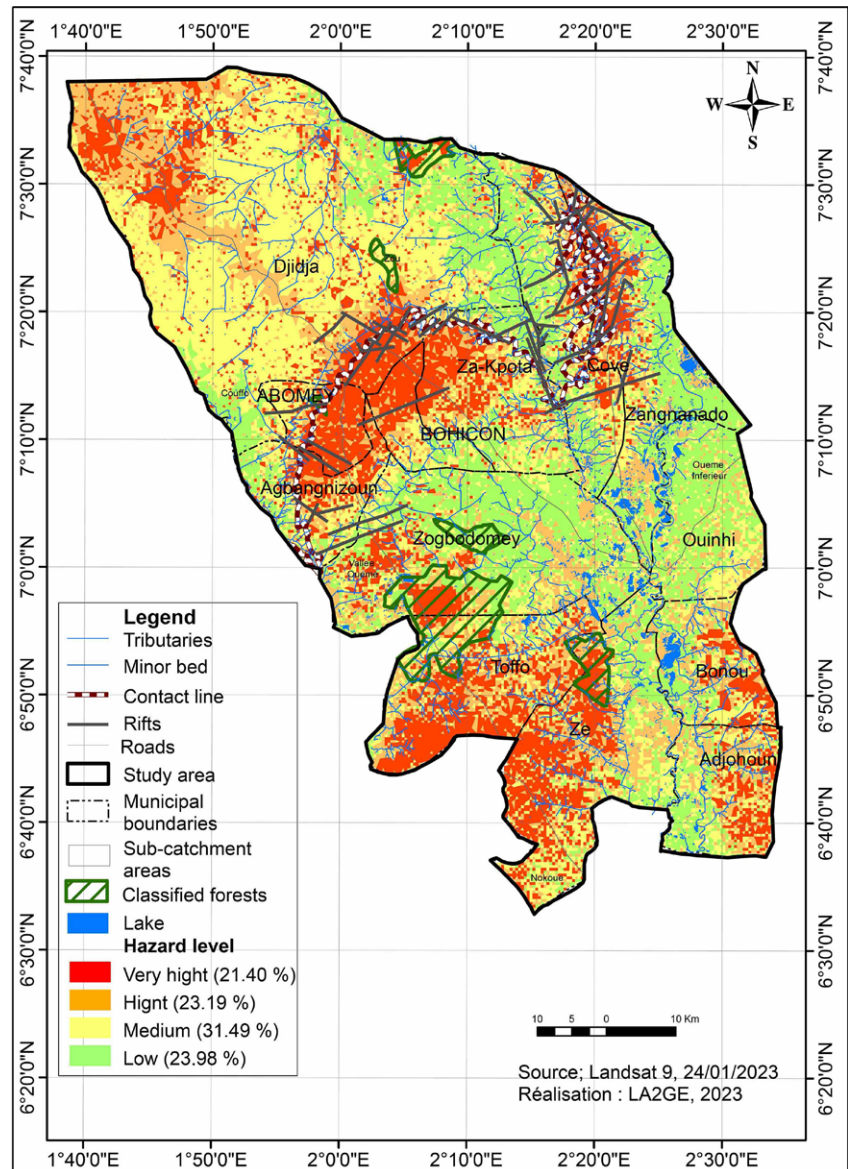 1°40'0"E 1°50'0"E 2°0'0"E 2°10'0"E 2°20'0"E 2°30'0"E
7°40'0"N 7°40'0"N
N
W E
S
7°30'0"N 7°30'0"N
Zou
Djidja
7°20'0"N 7°20'0"N
Za-Kpota
Cove
Couffo
ABOMEY
Zangnanado
BOHICON
7°10'0"N 7°10'0"N
Oueme
Inferieur
Agbangnizoun
Zogbodomey
Ouinhi
Vallee
Oueme
7°0'0"N 7°0'0"N
Toffo
Bonou
6°50'0"N 6°50'0"N
Ze
Adjohoun
6°40'0"N 6°40'0"N
Nokoue
Legend
Tributaries
Minor bed
Contact line
Rifts
Roads
Study area
Municipal
boundaries
Sub-catchment
areas
Classified forests
Lake
Hazard level
Very hight (21.40 %)
Hignt (23.19 %)
Medium (31.49 %)
Low (23.98 %)
6°30'0"N 6°30'0"N
10 5 0 10 Km
Source; Landsat 9, 24/01/2023
Réalisation : LA2GE, 2023
6°20'0"N 6°20'0"N
1°40'0"E 1°50'0"E 2°0'0"E 2°10'0"E 2°20'0"E 2°30'0"E